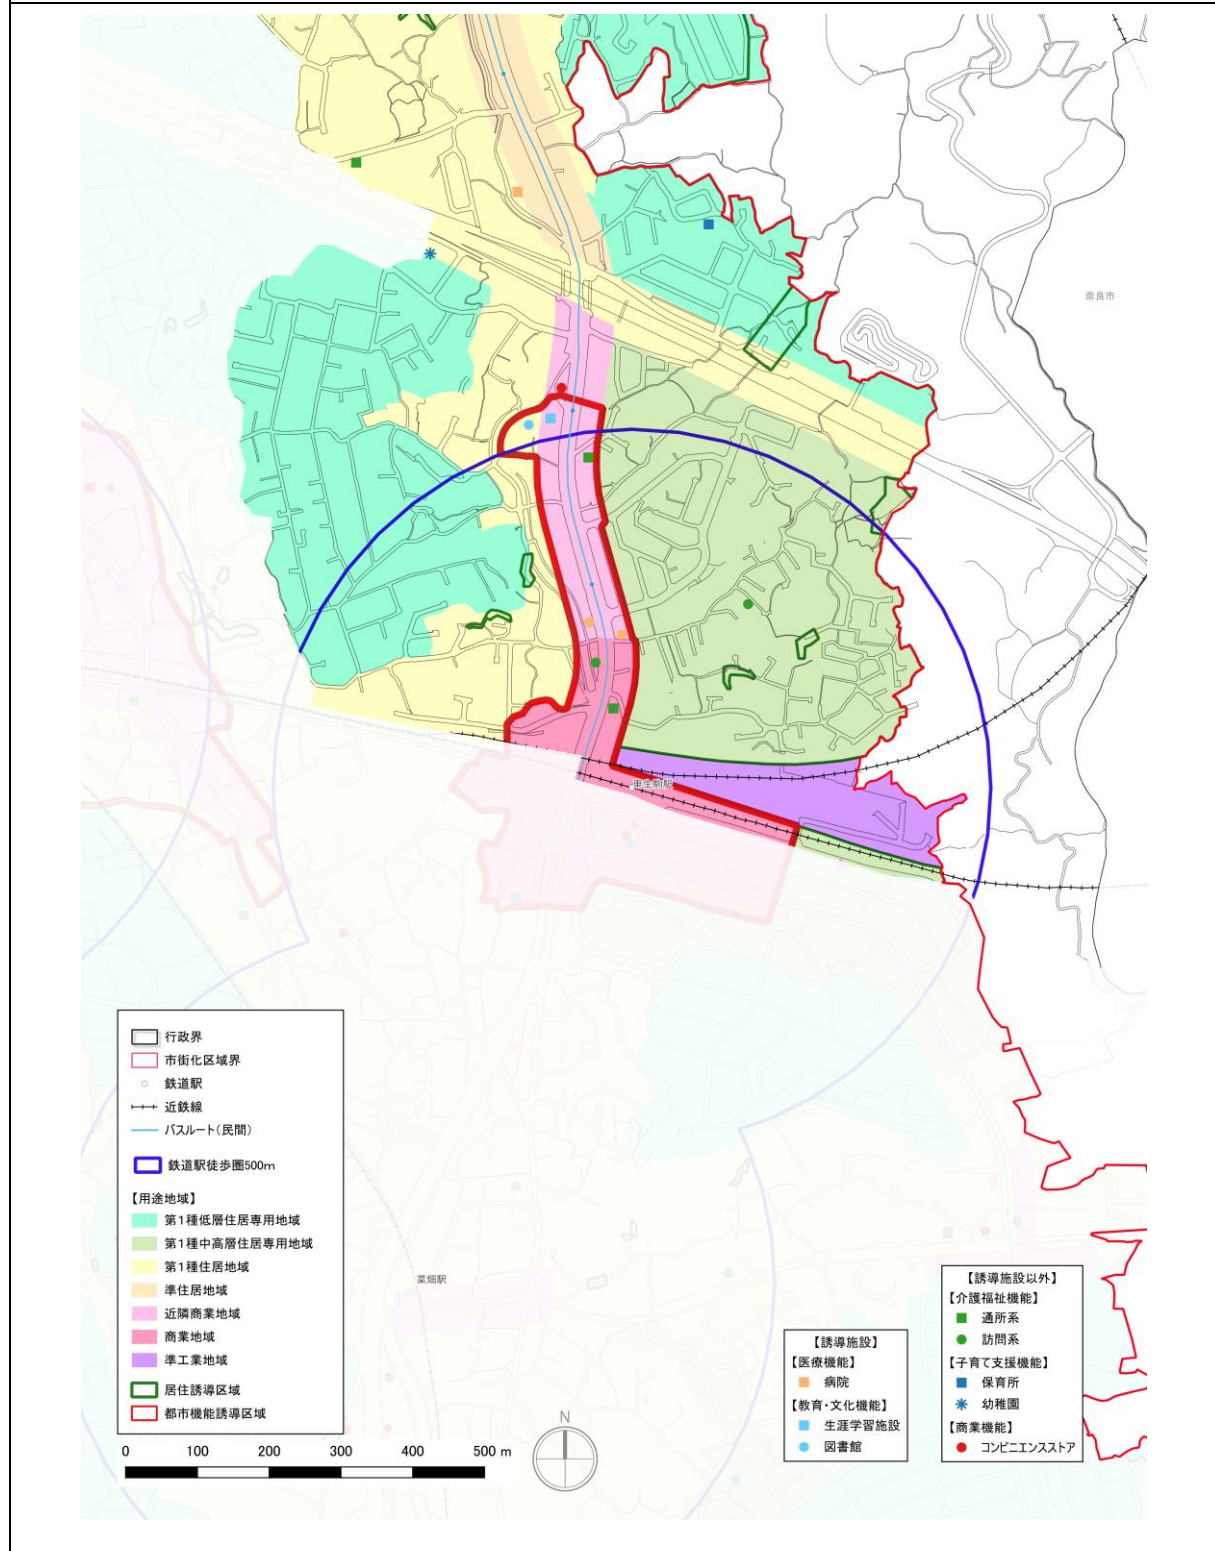 奈良市
東生駒駅
菜畑駅
行政界
市街化区域界
鉄道駅
近鉄線
バスルート(民間)
鉄道駅徒歩圏500m
【用途地域】
第1種低層住居専用地域
第1種中高層住居専用地域
第1種住居地域
準住居地域
近隣商業地域
商業地域
準工業地域
居住誘導区域
都市機能誘導区域
0 100 200 300 400 500 m
N
【誘導施設】
【医療機能】
病院
【教育・文化機能】
生涯学習施設
図書館
【誘導施設以外】
【介護福祉機能】
通所系
訪問系
【子育て支援機能】
保育所
幼稚園
【商業機能】
コンビニエンスストア